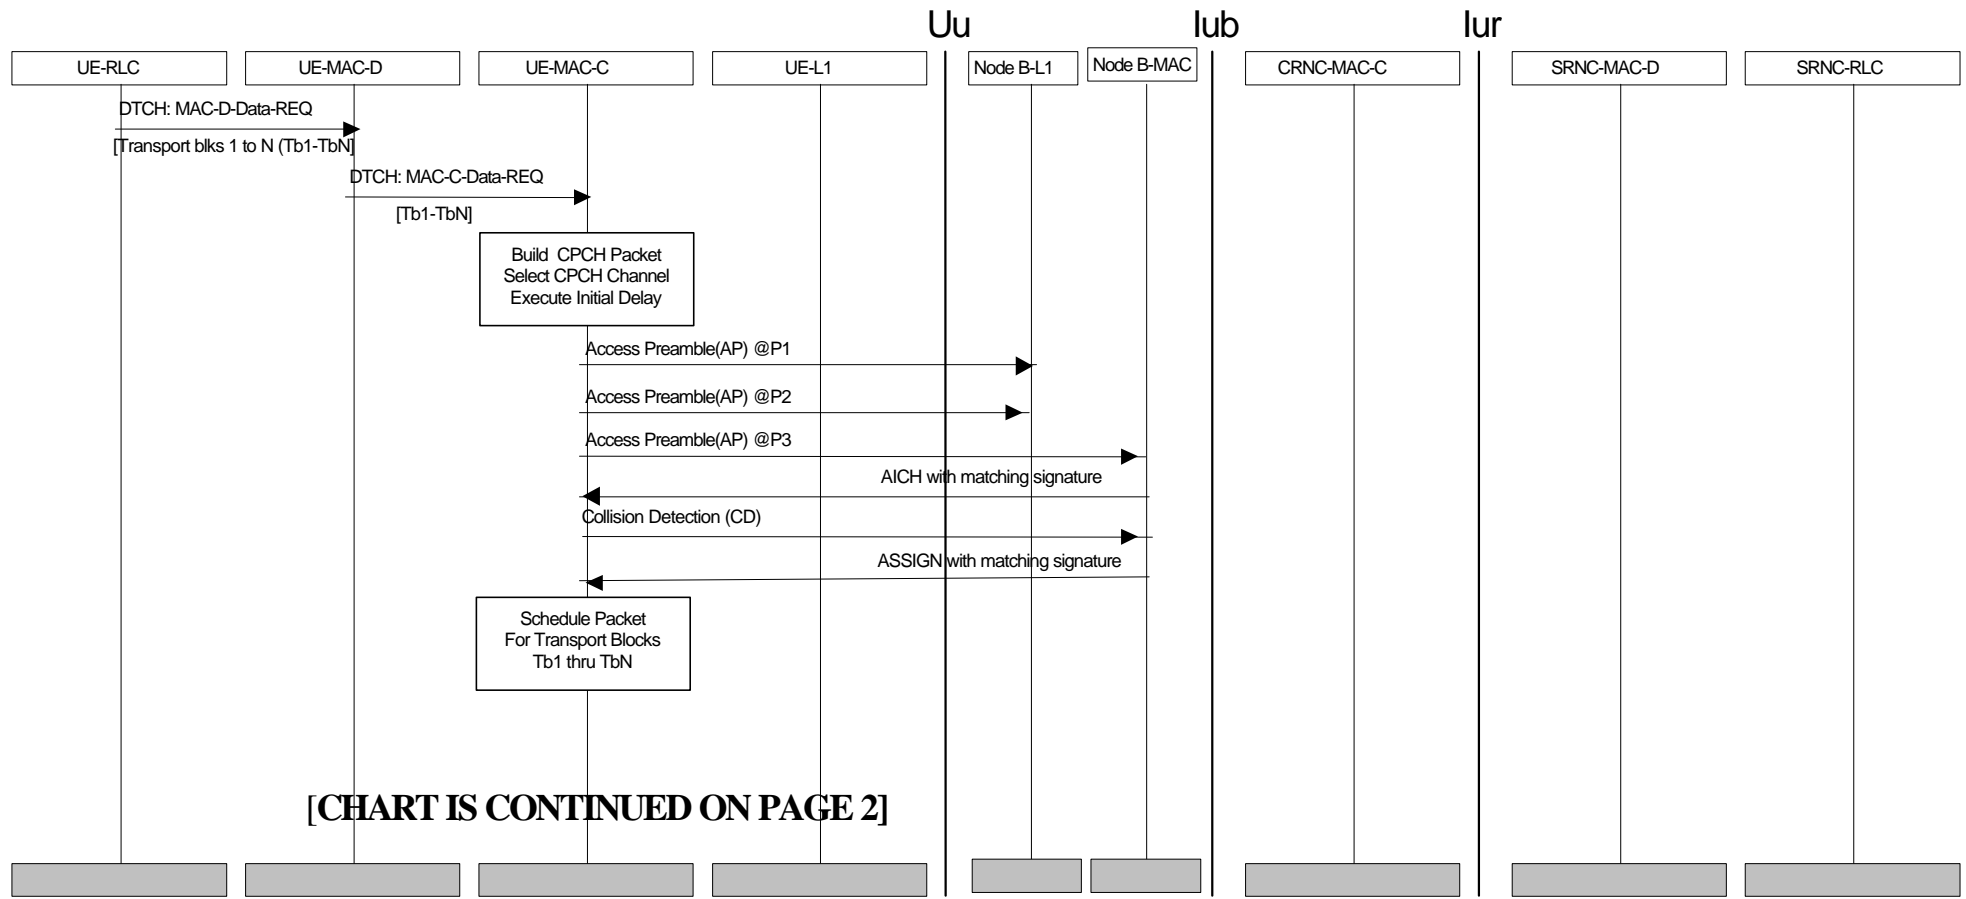 Uu
Iub
Iur
UE-RLC
UE-MAC-D
UE-MAC-C
UE-L1
Node B-L1
Node B-MAC
CRNC-MAC-C
SRNC-MAC-D
SRNC-RLC
DTCH: MAC-D-Data-REQ
[Transport blks 1 to N (Tb1-TbN]
DTCH: MAC-C-Data-REQ
[Tb1-TbN]
Build CPCH Packet
Select CPCH Channel
Execute Initial Delay
Access Preamble(AP) @P1
Access Preamble(AP) @P2
Access Preamble(AP) @P3
AICH with matching signature
Collision Detection (CD)
ASSIGN with matching signature
Schedule Packet
For Transport Blocks
Tb1 thru TbN
[CHART IS CONTINUED ON PAGE 2]